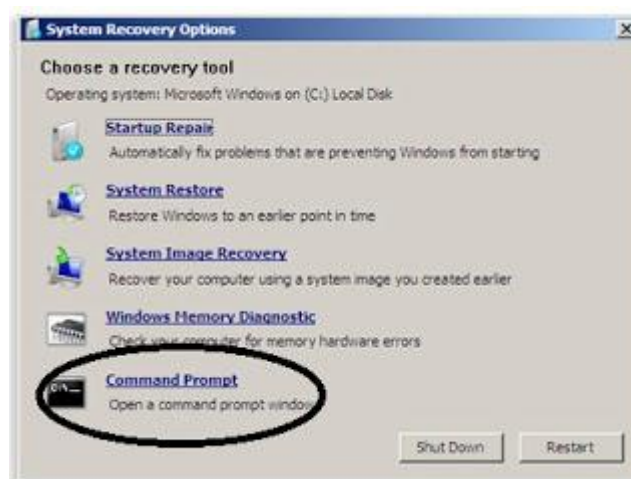 System Recovery Options
Choose a recovery tool
Operating system: Microsoft Windows on (C:) Local Disk
Startup Repair
Automatically fix problems that are preventing Windows from starting
System Restore
Restore Windows to an earlier point in time
System Image Recovery
Recover your computer using a system image you created earlier
Windows Memory Diagnostic
Check your computer for memory hardware errors
Command Prompt
Open a command prompt window
Shut Down
Restart